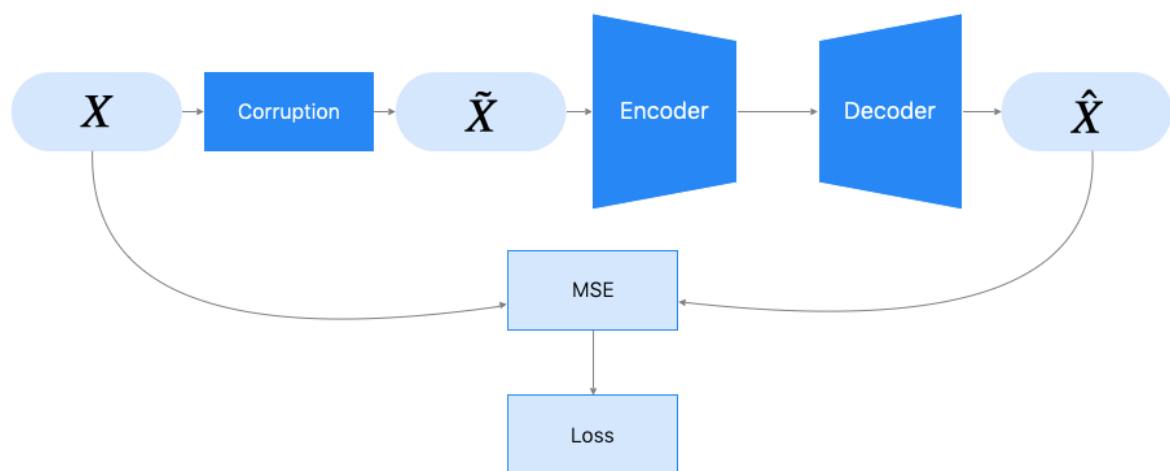 X
Corruption
X̃
Encoder
Decoder
X̂
MSE
Loss